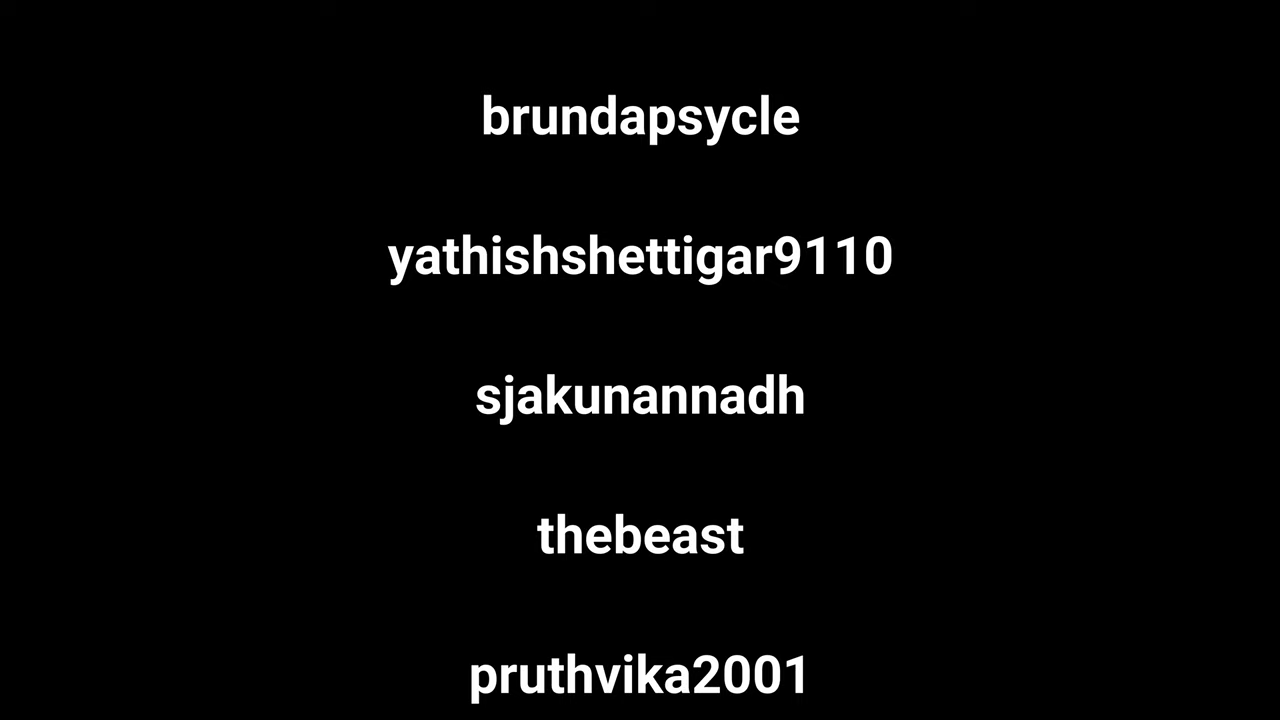 brundapsycle
yathishshettigar9110
sjakunannadh
thebeast
pruthvika2001